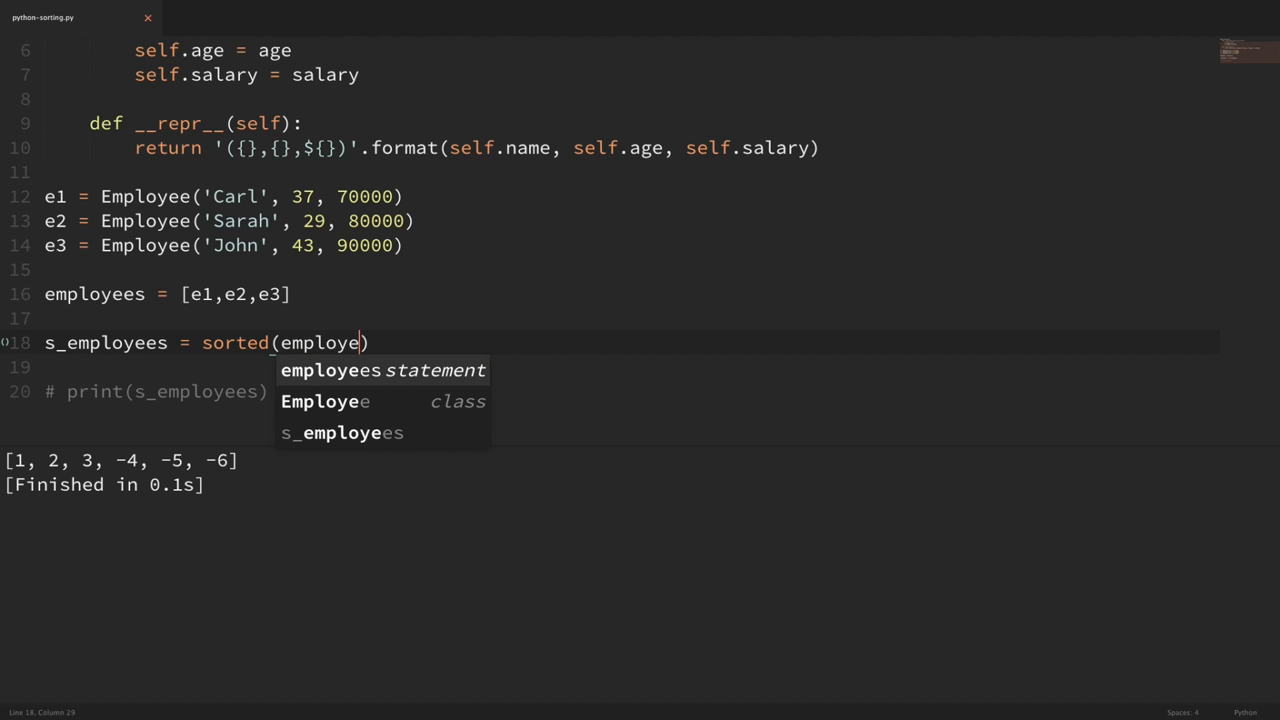 python-sorting.py ×
6 self.age = age
7 self.salary = salary
8
9 def __repr__(self):
10 return '({},{},${})'.format(self.name, self.age, self.salary)
11
12 e1 = Employee('Carl', 37, 70000)
13 e2 = Employee('Sarah', 29, 80000)
14 e3 = Employee('John', 43, 90000)
15
16 employees = [e1,e2,e3]
17
()18 s_employees = sorted(employe)
employees statement
19
20 # print(s_employees)
Employee class
s_employees
[1, 2, 3, -4, -5, -6]
[Finished in 0.1s]
Line 18, Column 29 Spaces: 4 Python